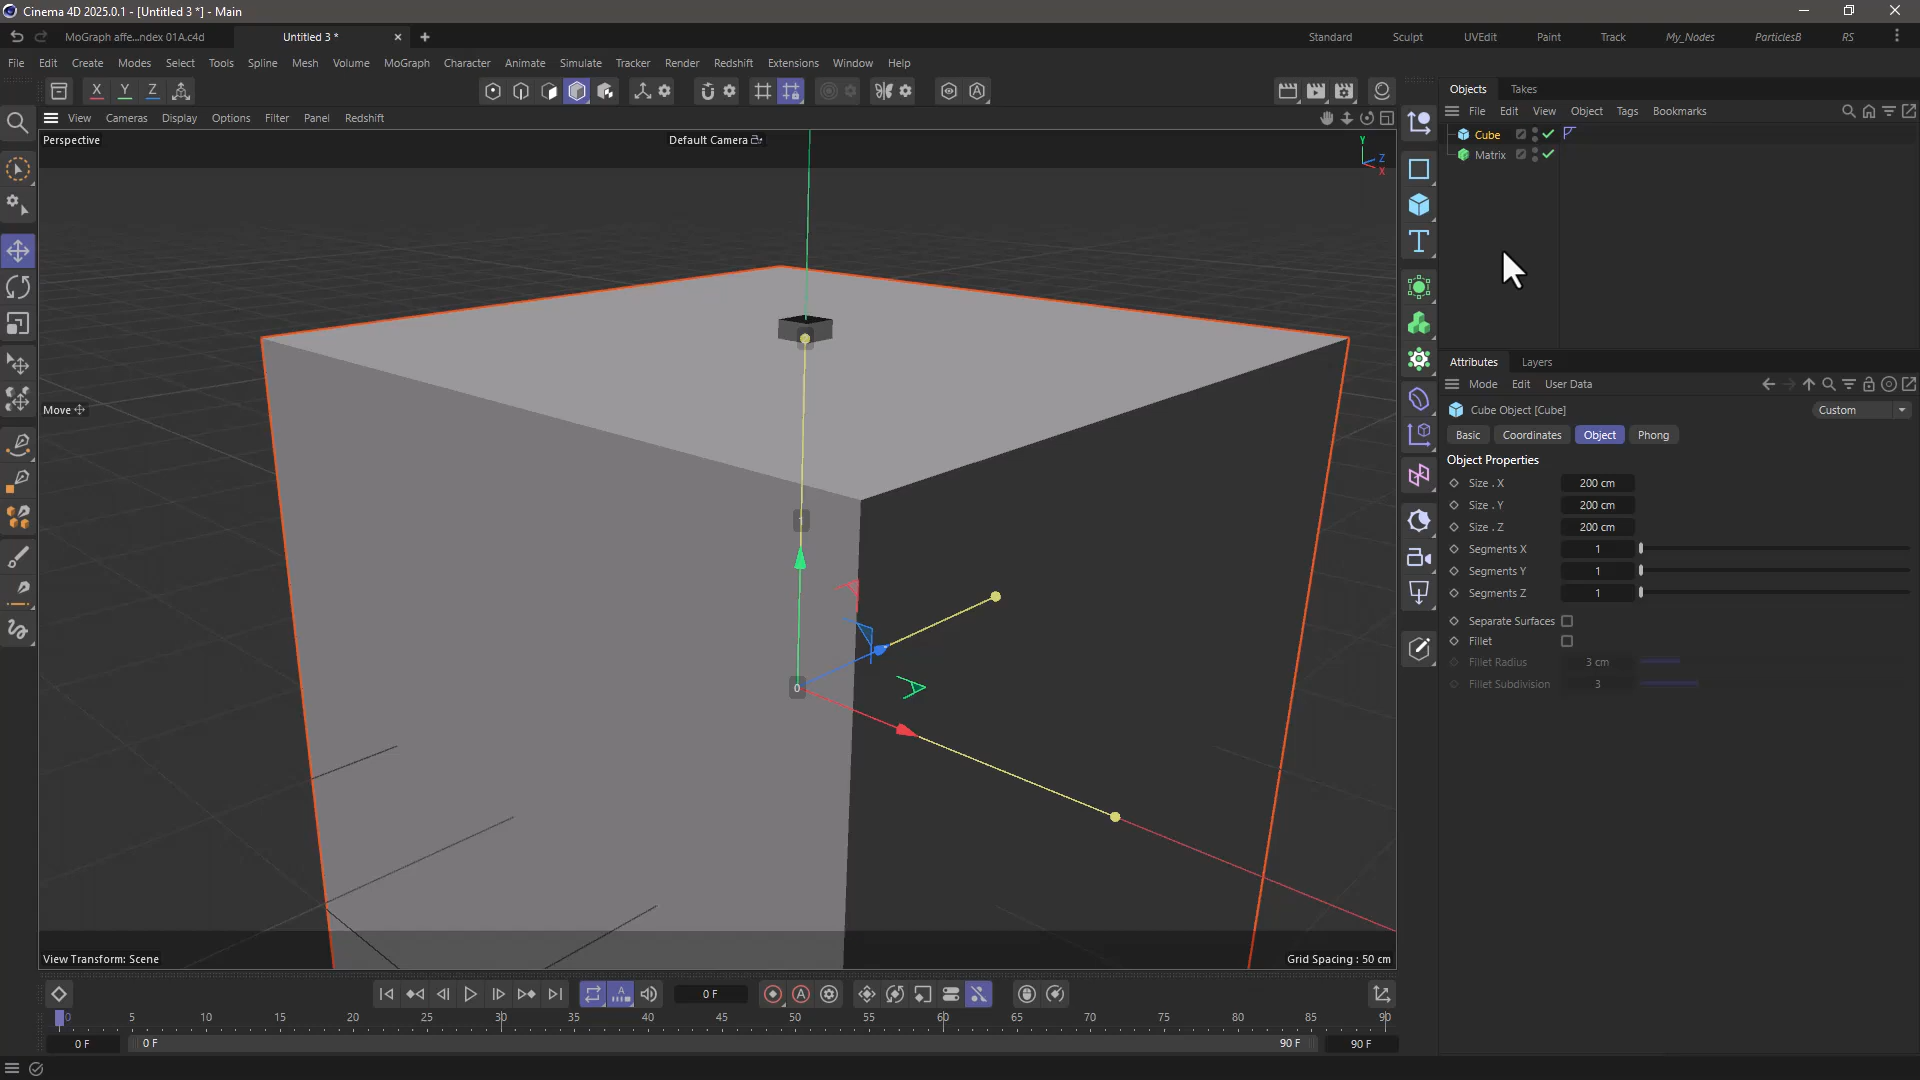 Cinema 4D 2025.0.1 - [Untitled 3 *] - Main
MoGraph affe...ndex 01A.c4d
Untitled 3 *
Standard
Sculpt
UVEdit
Paint
Track
My_Nodes
ParticlesB
RS
File Edit Create Modes Select Tools Spline Mesh Volume MoGraph Character Animate Simulate Tracker Render Redshift Extensions Window Help
X Y Z
View Cameras Display Options Filter Panel Redshift
Perspective
Default Camera
Y
Z
X
Move
0
View Transform: Scene
Grid Spacing : 50 cm
Objects Takes
File Edit View Object Tags Bookmarks
Cube
Matrix
Attributes Layers
Mode Edit User Data
Cube Object [Cube]
Custom
Basic Coordinates Object Phong
Object Properties
Size . X 200 cm
Size . Y 200 cm
Size . Z 200 cm
Segments X 1
Segments Y 1
Segments Z 1
Separate Surfaces
Fillet
Fillet Radius 3 cm
Fillet Subdivision 3
0 F
0 5 10 15 20 25 30 35 40 45 50 55 60 65 70 75 80 85 90
0 F 0 F 90 F 90 F